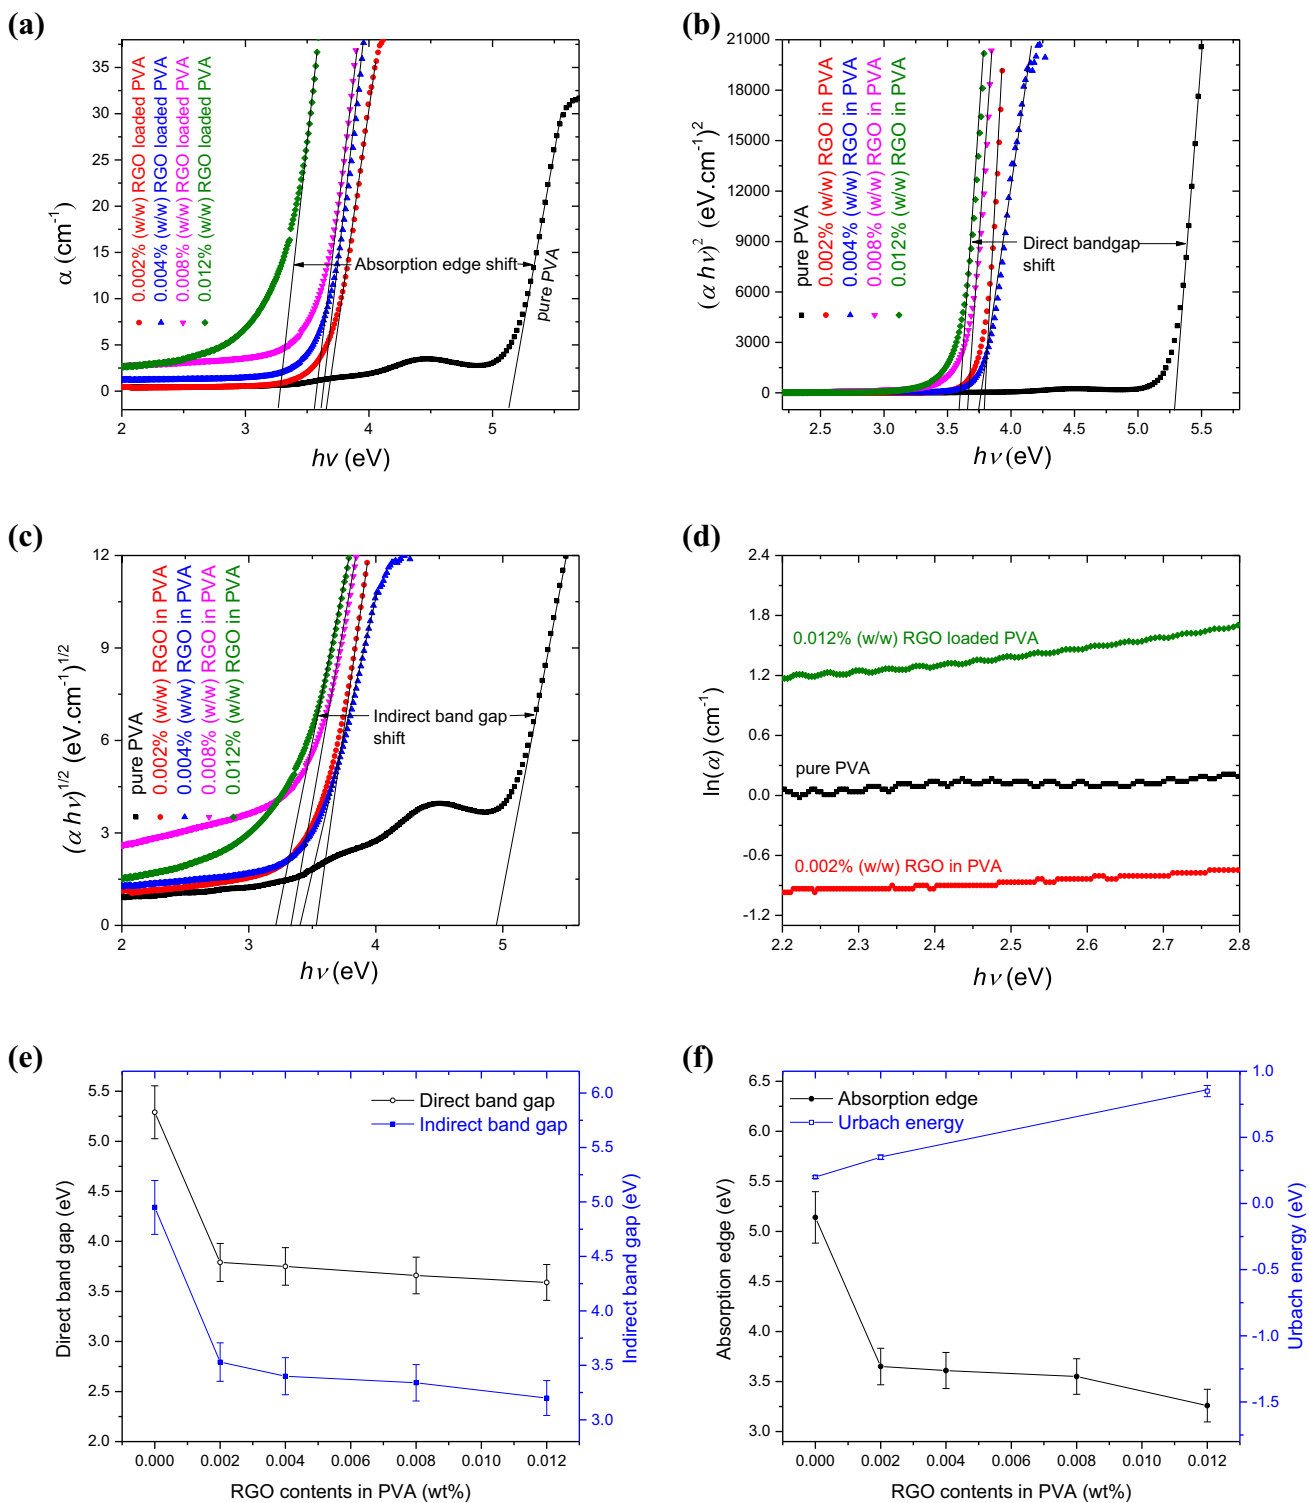 (a)
α (cm⁻¹)
35
30
25
20
15
10
5
0
0.002% (w/w) RGO loaded PVA
0.004% (w/w) RGO loaded PVA
0.008% (w/w) RGO loaded PVA
0.012% (w/w) RGO loaded PVA
Absorption edge shift
pure PVA
2
3
4
5
hν (eV)
(b)
(α hν)² (eV.cm⁻¹)²
21000
18000
15000
12000
9000
6000
3000
0
pure PVA
0.002% (w/w) RGO in PVA
0.004% (w/w) RGO in PVA
0.008% (w/w) RGO in PVA
0.012% (w/w) RGO in PVA
Direct bandgap
shift
2.5
3.0
3.5
4.0
4.5
5.0
5.5
hν (eV)
(c)
(α hν)^1/2 (eV.cm⁻¹)^1/2
12
9
6
3
0
pure PVA
0.002% (w/w) RGO in PVA
0.004% (w/w) RGO in PVA
0.008% (w/w) RGO in PVA
0.012% (w/w) RGO in PVA
Indirect band gap
shift
2
3
4
5
hν (eV)
(d)
ln(α) (cm⁻¹)
2.4
1.8
1.2
0.6
0.0
-0.6
-1.2
0.012% (w/w) RGO loaded PVA
pure PVA
0.002% (w/w) RGO in PVA
2.2
2.3
2.4
2.5
2.6
2.7
2.8
hν (eV)
(e)
Direct band gap (eV)
5.5
5.0
4.5
4.0
3.5
3.0
2.5
2.0
Direct band gap
Indirect band gap
6.0
5.5
5.0
4.5
4.0
3.5
3.0
Indirect band gap (eV)
0.000
0.002
0.004
0.006
0.008
0.010
0.012
RGO contents in PVA (wt%)
(f)
Absorption edge (eV)
6.5
6.0
5.5
5.0
4.5
4.0
3.5
3.0
Absorption edge
Urbach energy
1.0
0.5
0.0
-0.5
-1.0
-1.5
Urbach energy (eV)
0.000
0.002
0.004
0.006
0.008
0.010
0.012
RGO contents in PVA (wt%)